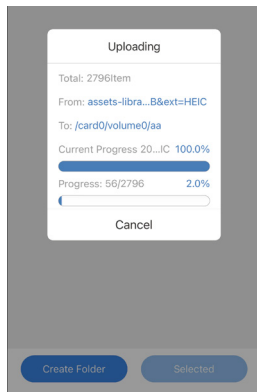 Uploading
Total: 2796Item
From: assets-libra...B&ext=HEIC
To: /card0/volume0/aa
Current Progress 20...IC 100.0%
Progress: 56/2796 2.0%
Cancel
Create Folder Selected